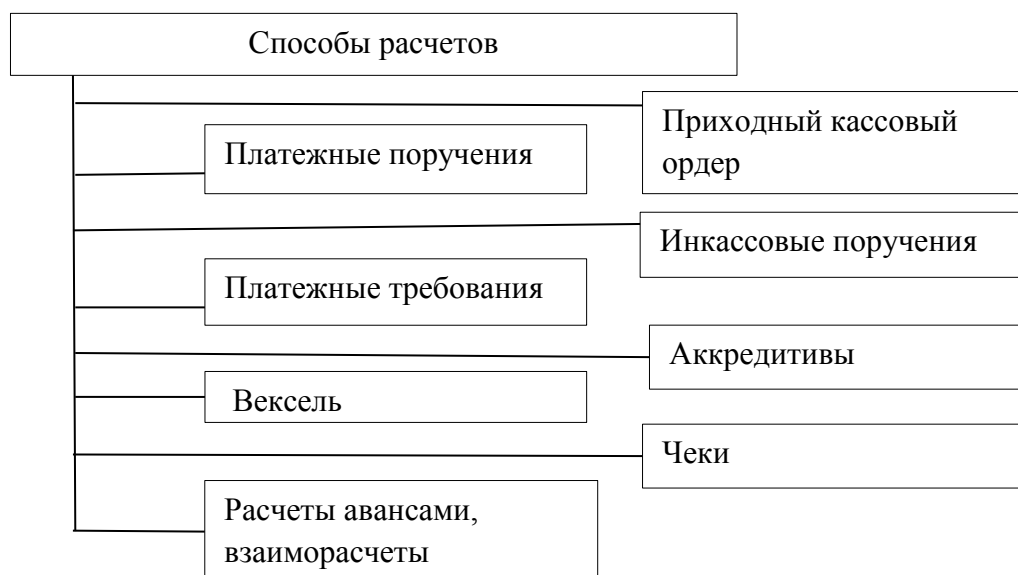 Способы расчетов
Приходный кассовый
ордер
Платежные поручения
Инкассовые поручения
Платежные требования
Аккредитивы
Вексель
Чеки
Расчеты авансами,
взаиморасчеты